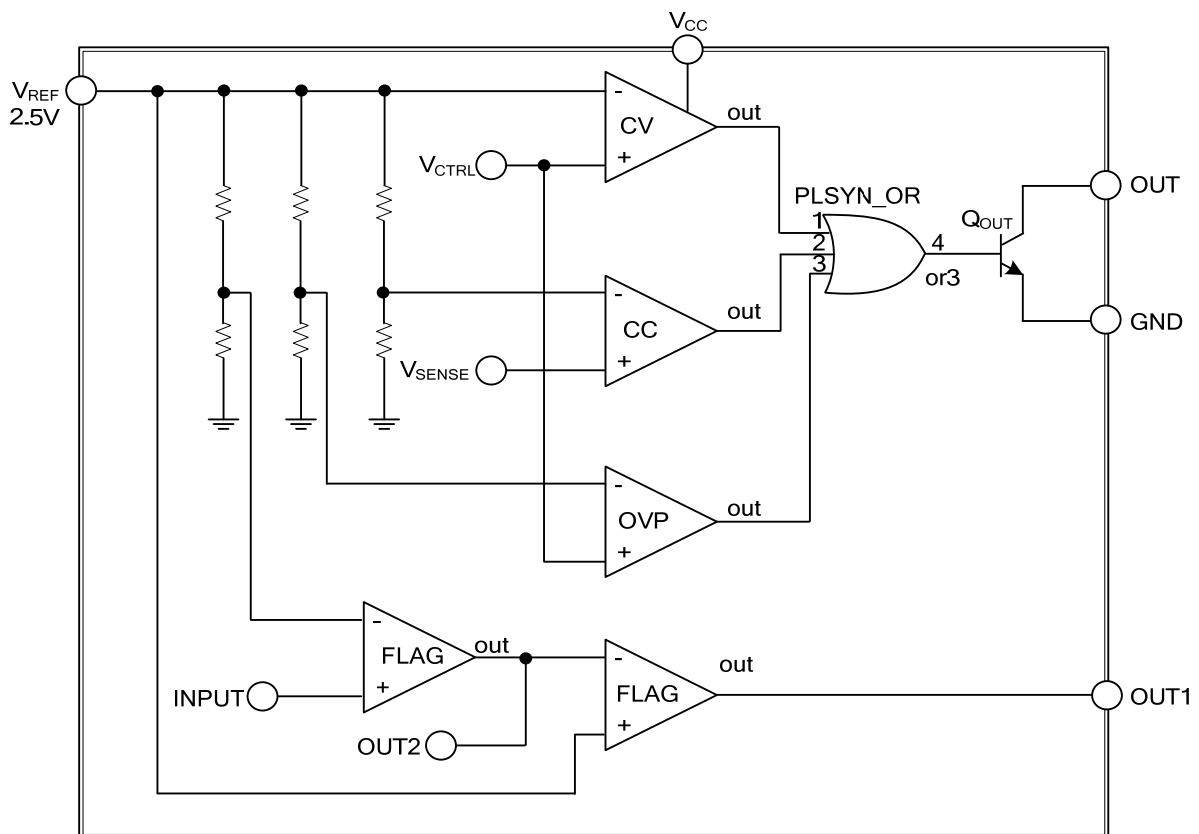 VCC
VREF
2.5V
-
CV
+
out
VCTRL
PLSYN_OR
1
2
3
4
or3
QOUT
OUT
GND
-
CC
+
out
VSENSE
-
OVP
+
out
-
FLAG
+
out
INPUT
OUT2
-
FLAG
+
out
OUT1